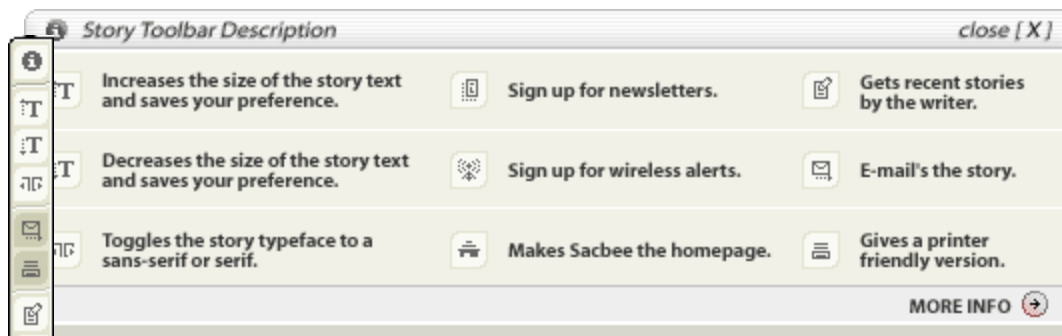 Story Toolbar Description
close [ X ]
Increases the size of the story text
and saves your preference.
Sign up for newsletters.
Gets recent stories
by the writer.
Decreases the size of the story text
and saves your preference.
Sign up for wireless alerts.
E-mail's the story.
Toggles the story typeface to a
sans-serif or serif.
Makes Sacbee the homepage.
Gives a printer
friendly version.
MORE INFO